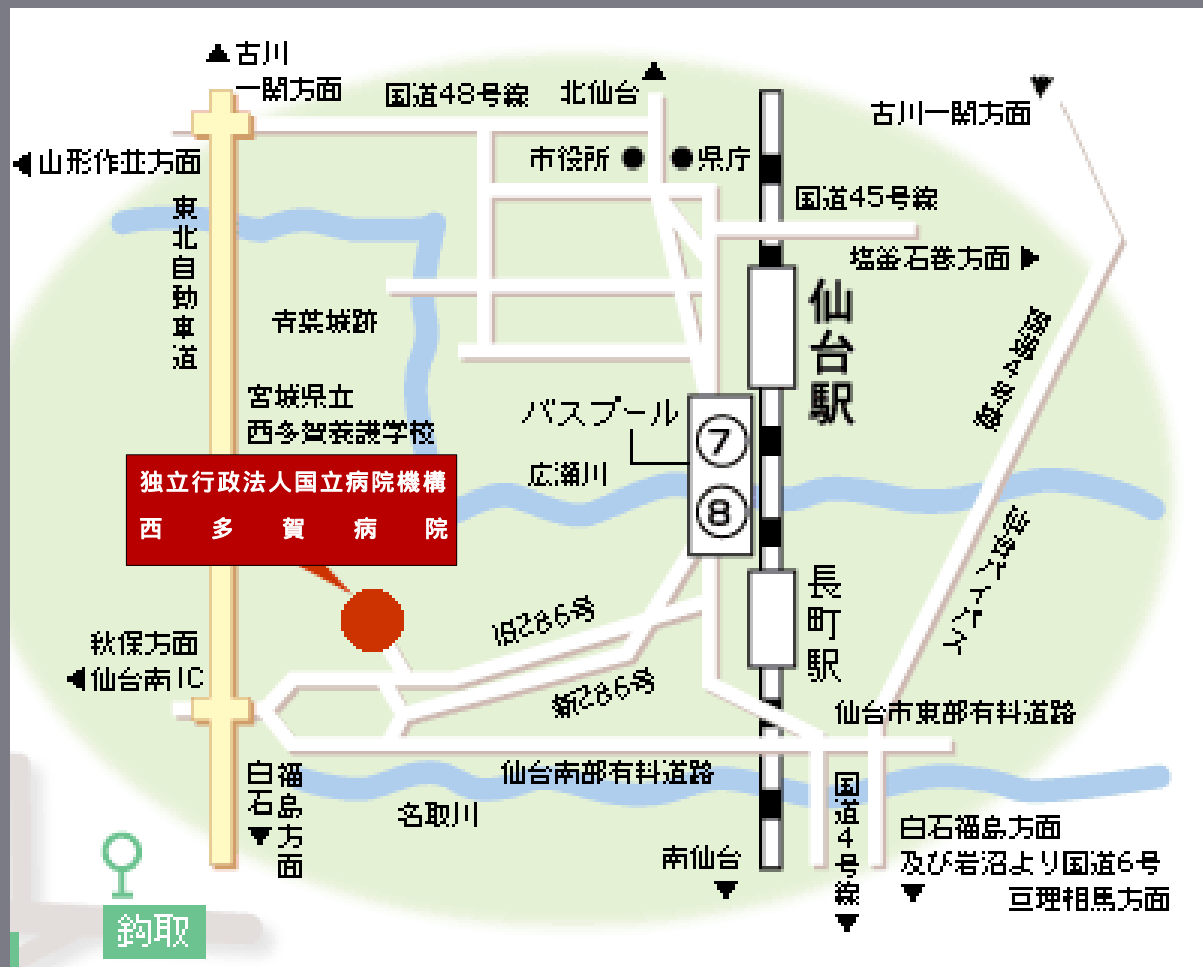 ▲古川
一関方面
国道48号線
北仙台
▲
▼
古川一関方面
◀山形作並方面
市役所
県庁
国道45号線
塩釜石巻方面▶
東北自動車道
青葉城跡
仙台駅
宮城県立
西多賀養護学校
バスプール
⑦
⑧
広瀬川
独立行政法人国立病院機構
西多賀病院
旧286号
新286号
長町駅
仙台バイパス
秋保方面
◀仙台南IC
仙台市東部有料道路
仙台南部有料道路
白石▼
福島方面
名取川
南仙台
▼
国道4号線
▼
白石福島方面
及び岩沼より国道6号
▼
亘理相馬方面
鈎取